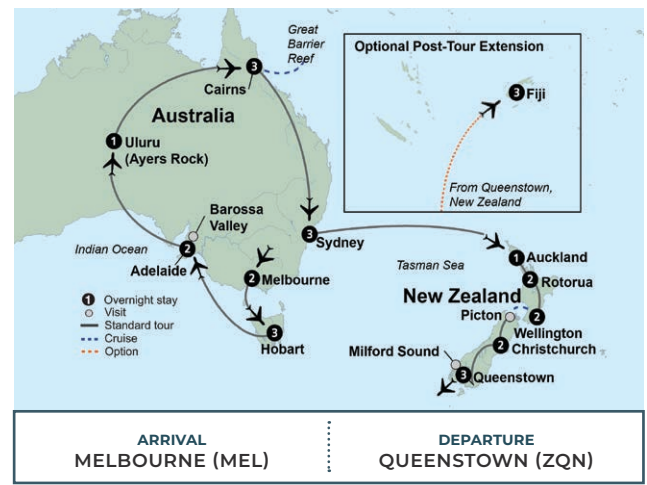 Great
Barrier
Reef
Optional Post-Tour Extension
3
Cairns
3 Fiji
Australia
1 Uluru
(Ayers Rock)
From Queenstown,
New Zealand
Barossa
Valley
3 Sydney
Indian Ocean
2
Adelaide
Tasman Sea
1 Auckland
2 Melbourne
2 Rotorua
New Zealand
1 Overnight stay
Visit
Standard tour
Cruise
Option
3
Hobart
Picton
2
Wellington
2 Christchurch
Milford Sound
3 Queenstown
ARRIVAL
MELBOURNE (MEL)
DEPARTURE
QUEENSTOWN (ZQN)